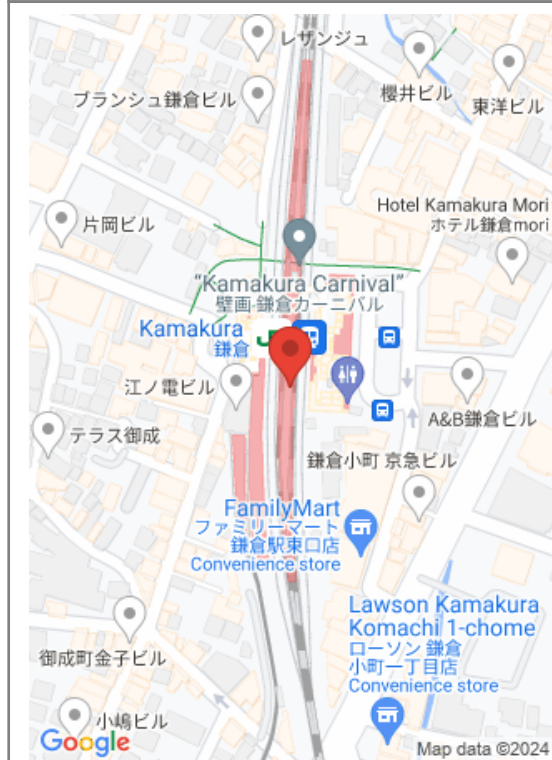 レザンジュ
櫻井ビル
ブランシュ鎌倉ビル
東洋ビル
Hotel Kamakura Mori
ホテル鎌倉mori
片岡ビル
“Kamakura Carnival”
壁画 鎌倉カーニバル
Kamakura
鎌倉
江ノ電ビル
A&B鎌倉ビル
テラス御成
鎌倉小町 京急ビル
FamilyMart
ファミリーマート
鎌倉駅東口店
Convenience store
Lawson Kamakura
Komachi 1-chome
ローソン 鎌倉
小町一丁目店
Convenience store
御成町金子ビル
小嶋ビル
Google
Map data ©2024